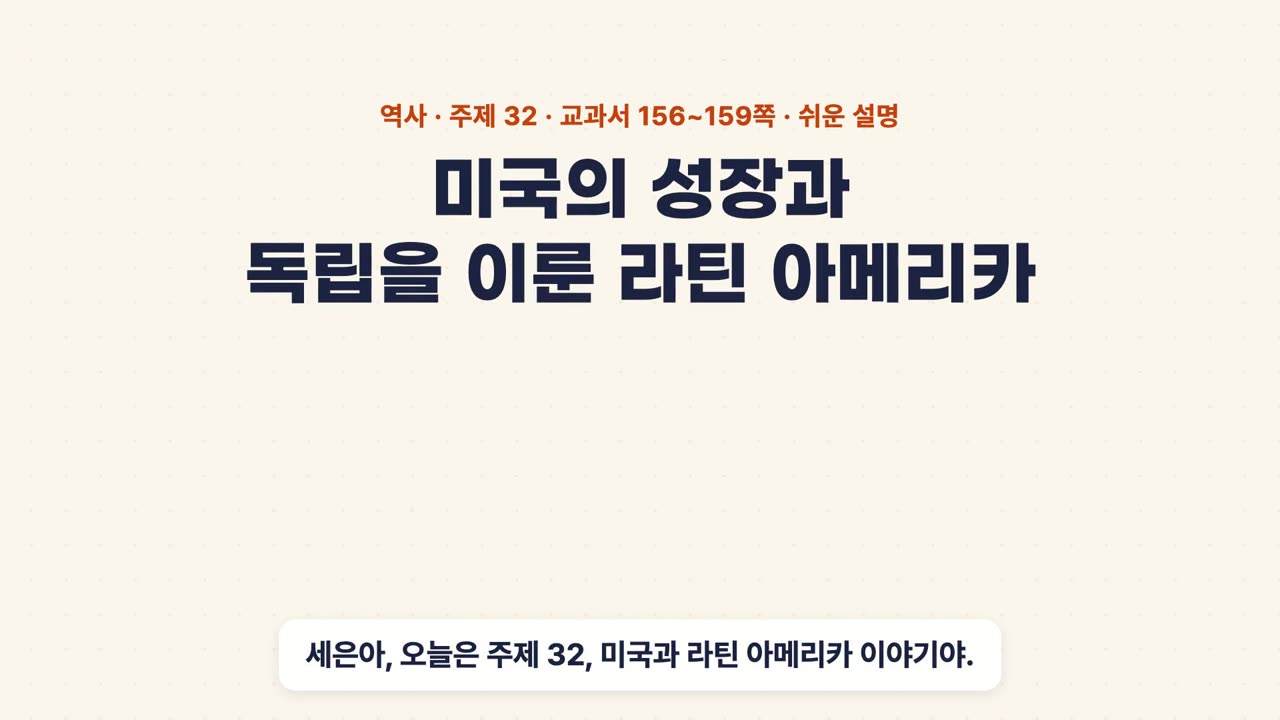 역사 · 주제 32 · 교과서 156~159쪽 · 쉬운 설명
미국의 성장과
독립을 이룬 라틴 아메리카
세은아, 오늘은 주제 32, 미국과 라틴 아메리카 이야기야.